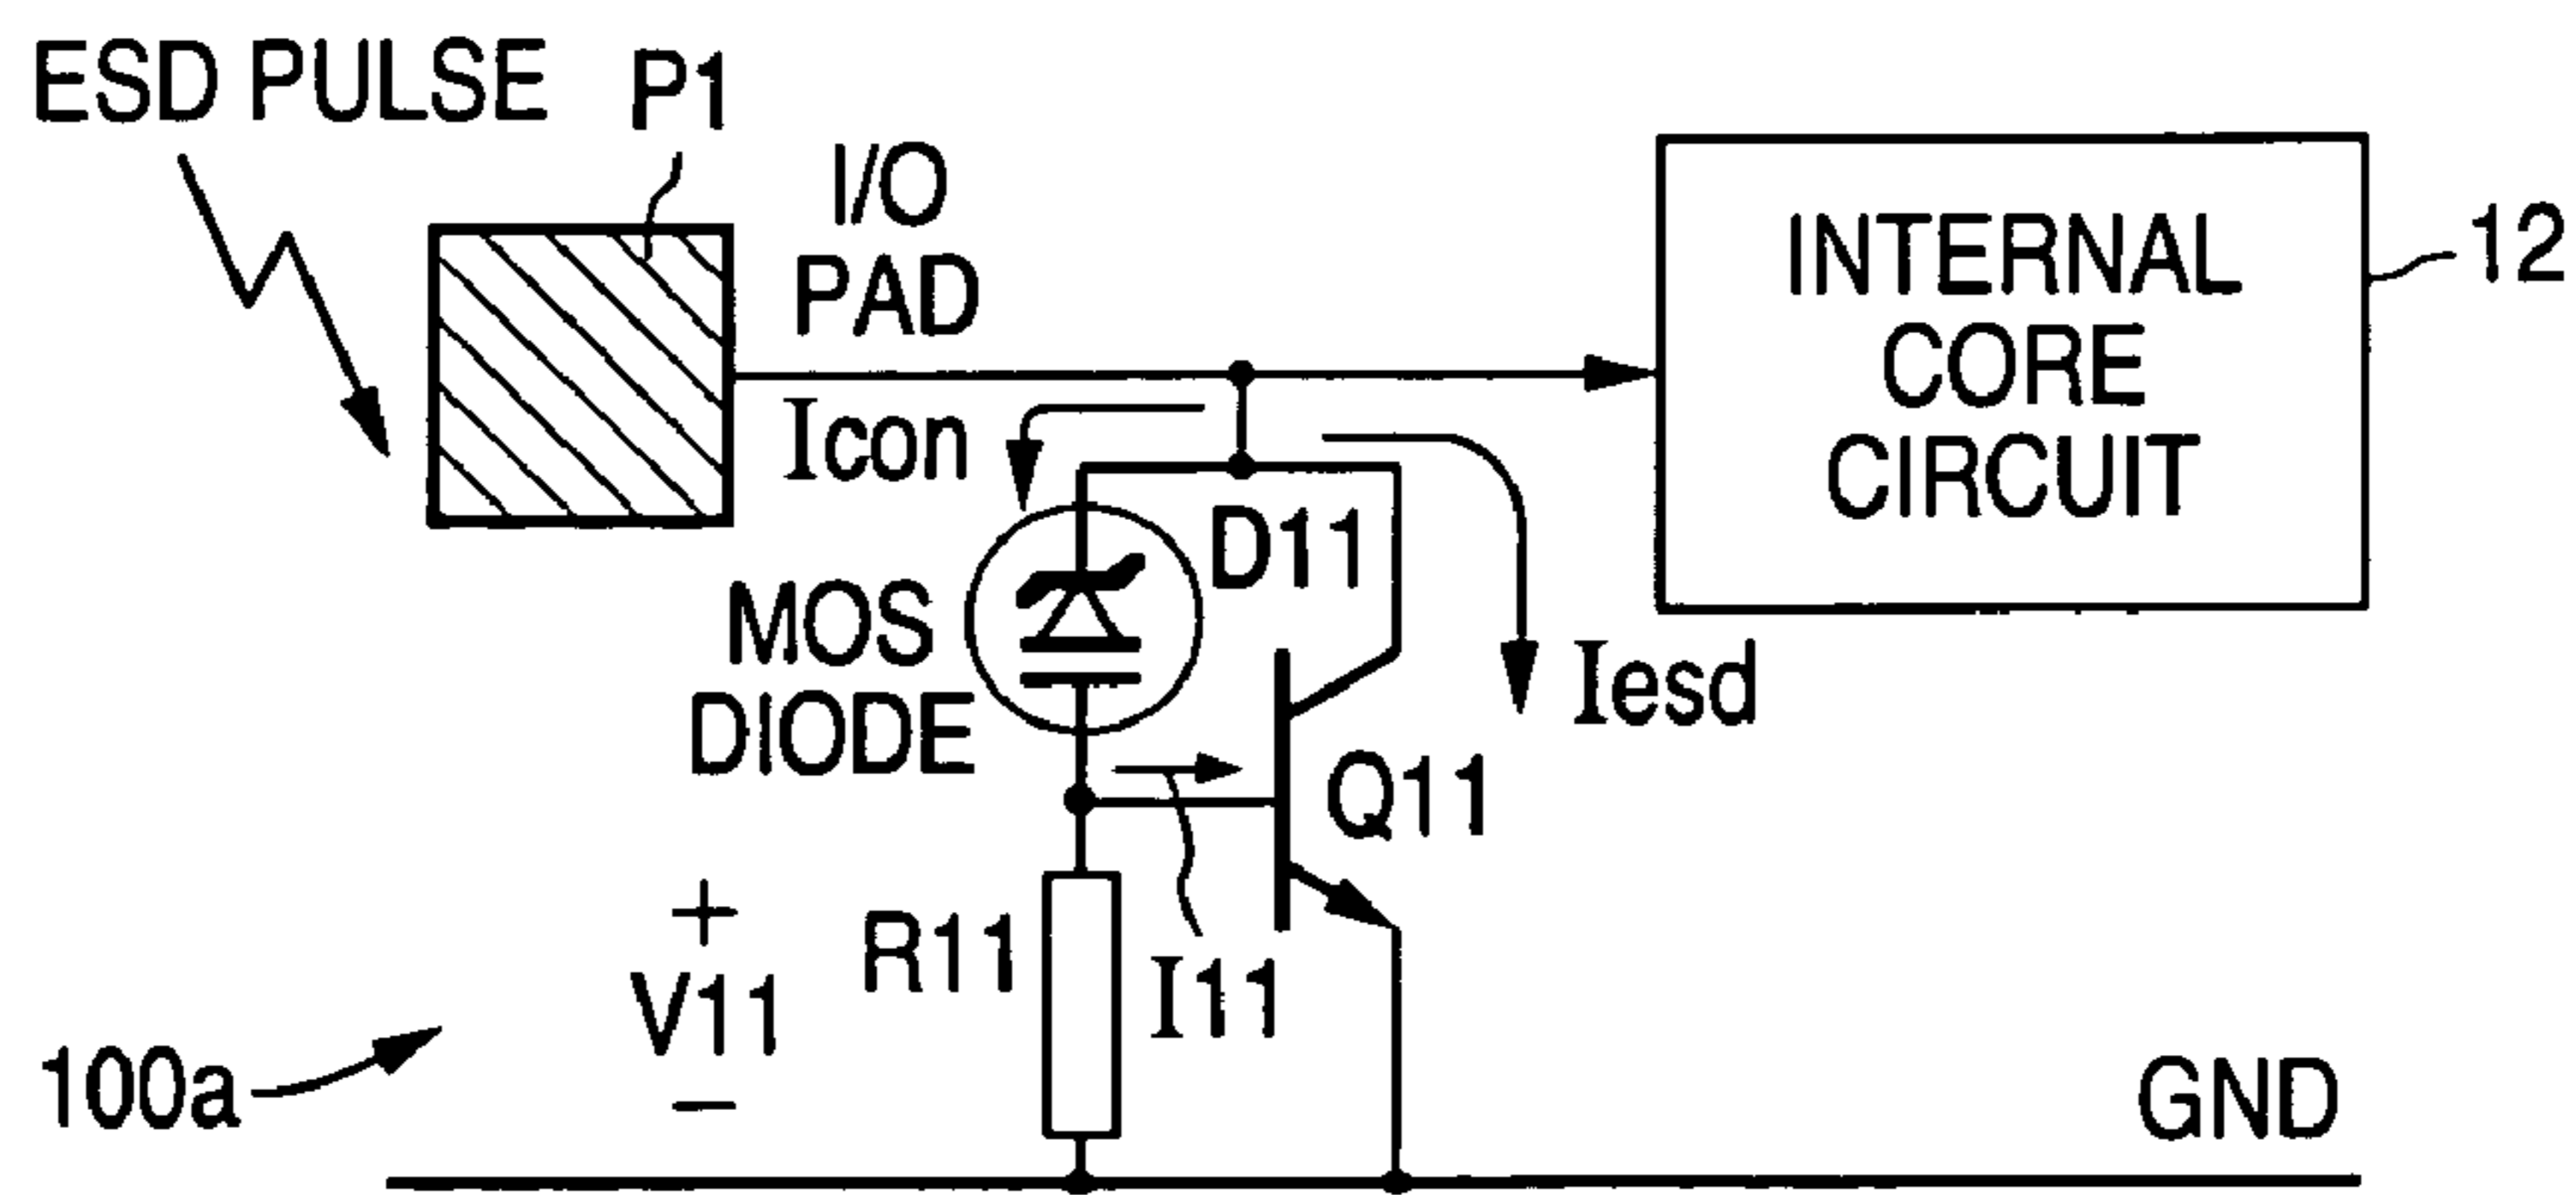 ESD PULSE
P1
I/O
PAD
INTERNAL
CORE
CIRCUIT
12
Icon
D11
MOS
DIODE
Iesd
Q11
+
V11
−
R11
I11
100a
GND